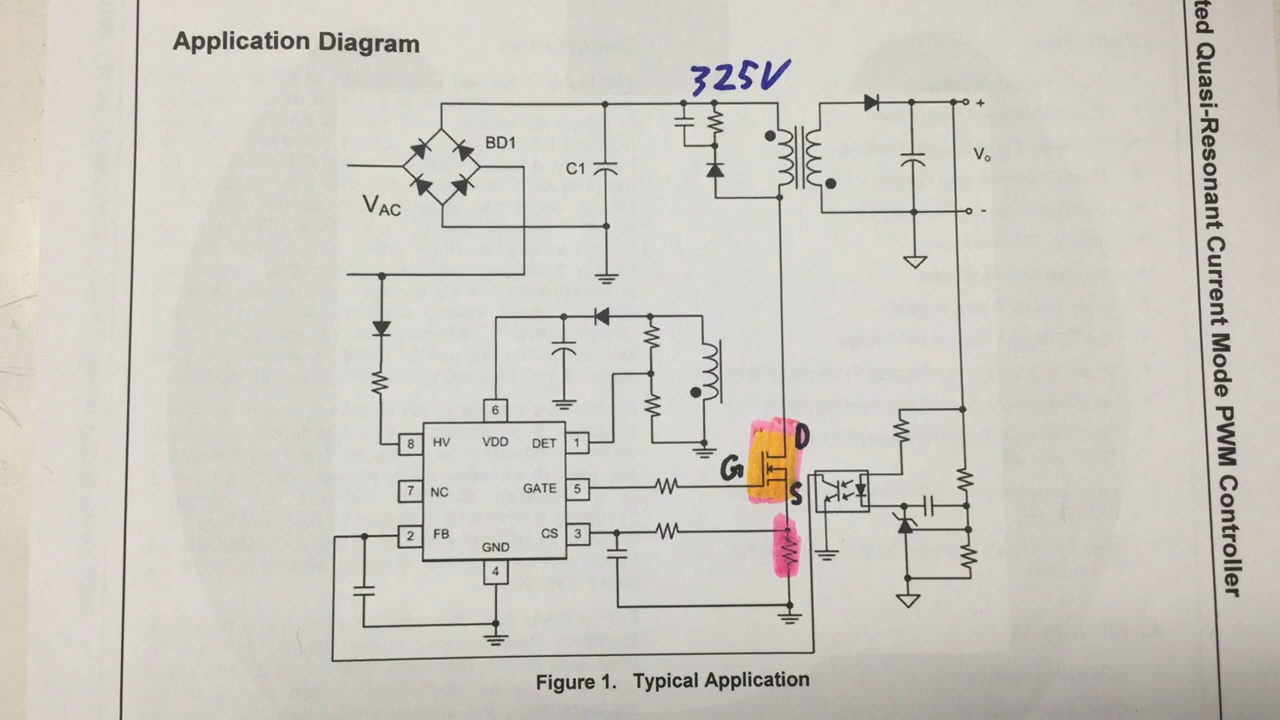 Application Diagram
325V
BD1
C1
+
Vo
-
VAC
6
8 HV VDD DET 1
7 NC GATE 5
2 FB CS 3
GND
4
D
G
S
Figure 1. Typical Application
ted Quasi-Resonant Current Mode PWM Controller